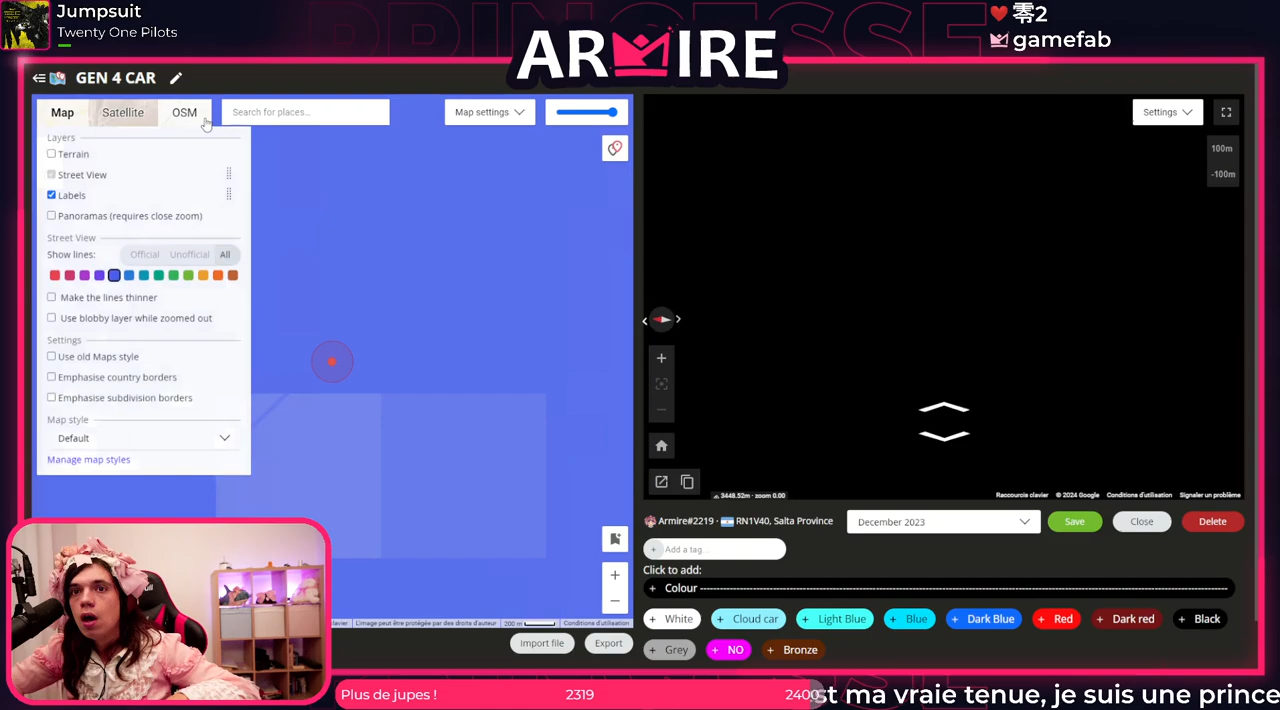 Jumpsuit
Twenty One Pilots
PRINCESSE
ARMIRE
零2
gamefab
GEN 4 CAR
Map
Satellite
OSM
Search for places...
Map settings
Layers
Terrain
Street View
Labels
Panoramas (requires close zoom)
Street View
Show lines:
Official
Unofficial
All
Make the lines thinner
Use blobby layer while zoomed out
Settings
Use old Maps style
Emphasise country borders
Emphasise subdivision borders
Map style
Default
Manage map styles
Settings
100m
-100m
3448.52m · zoom 0.00
Raccourcis clavier
© 2024 Google
Conditions d'utilisation
Signaler un problème
Armire#2219 · RN1V40, Salta Province
December 2023
Save
Close
Delete
+ Add a tag...
Click to add:
+ Colour
+ White
+ Cloud car
+ Light Blue
+ Blue
+ Dark Blue
+ Red
+ Dark red
+ Black
+ Grey
+ NO
+ Bronze
avier
L'image peut être protégée par des droits d'auteur
200 m
Conditions d'utilisation
Import file
Export
Plus de jupes !
2319
2400
st ma vraie tenue, je suis une prince